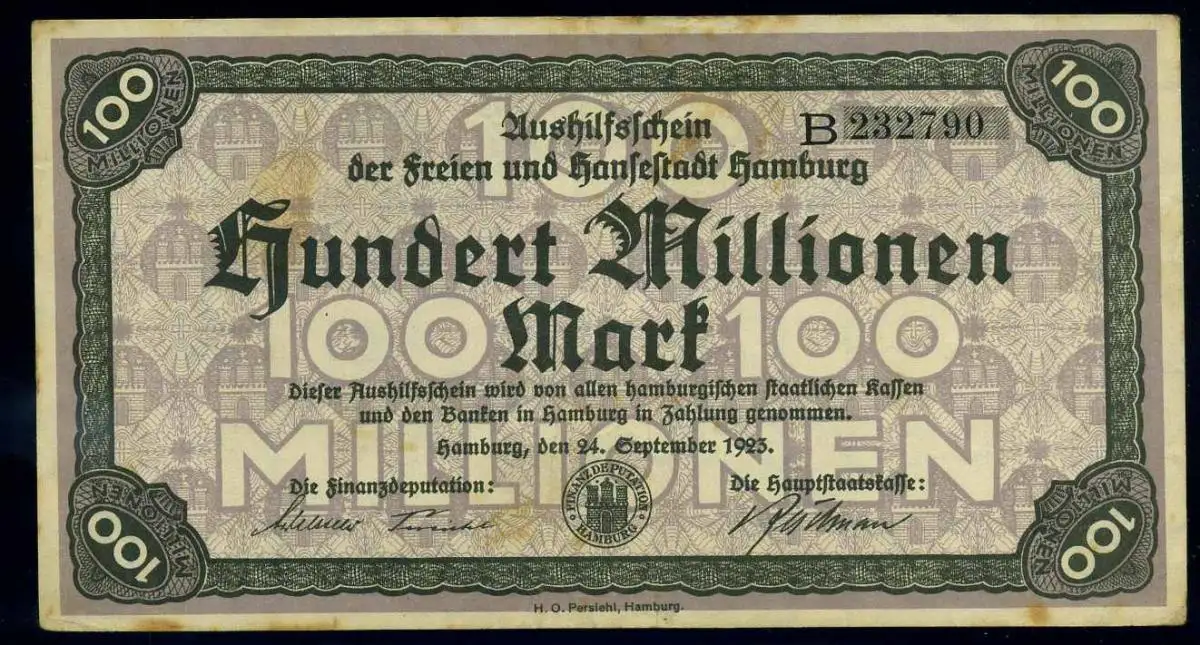 100
MILLIONEN
100
MILLIONEN
100
Aushilfsschein
B 232790
der Freien und Hansestadt Hamburg
Hundert Millionen
100 100
Mark
Dieser Aushilfsschein wird von allen hamburgischen staatlichen Kassen
und den Banken in Hamburg in Zahlung genommen.
MILLIONEN
Hamburg, den 24. September 1923.
Die Finanzdeputation:
FINANZDEPUTATION HAMBURG
Die Hauptstaatskasse:
MILLIONEN
100
MILLIONEN
100
H. O. Persiehl, Hamburg.